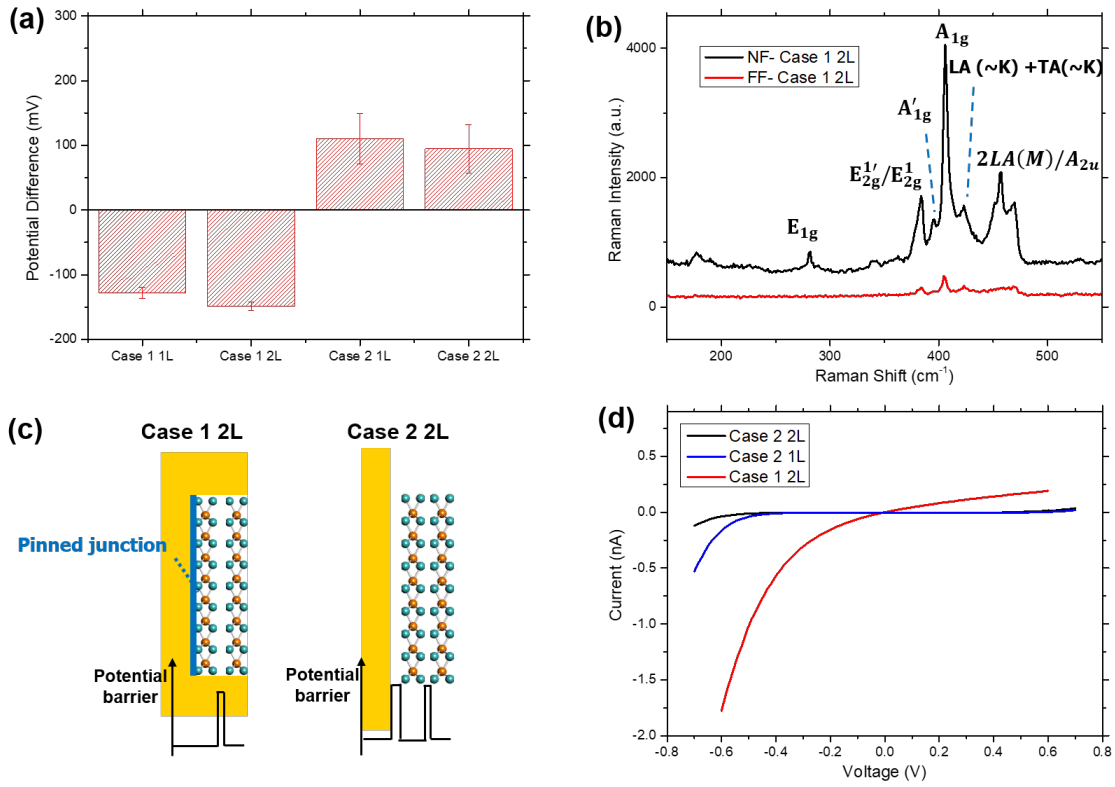 (a)
300
200
100
0
-100
-200
Potential Difference (mV)
Case 1 1L
Case 1 2L
Case 2 1L
Case 2 2L
(b)
NF- Case 1 2L
FF- Case 1 2L
A₁g
LA (~K) +TA(~K)
A′₁g
2LA(M)/A₂u
E¹′₂g/E¹₂g
E₁g
4000
2000
0
Raman Intensity (a.u.)
200
300
400
500
Raman Shift (cm⁻¹)
(c)
Case 1 2L
Case 2 2L
Pinned junction
Potential
barrier
Potential
barrier
(d)
Case 2 2L
Case 2 1L
Case 1 2L
0.5
0.0
-0.5
-1.0
-1.5
-2.0
Current (nA)
-0.8
-0.6
-0.4
-0.2
0.0
0.2
0.4
0.6
0.8
Voltage (V)